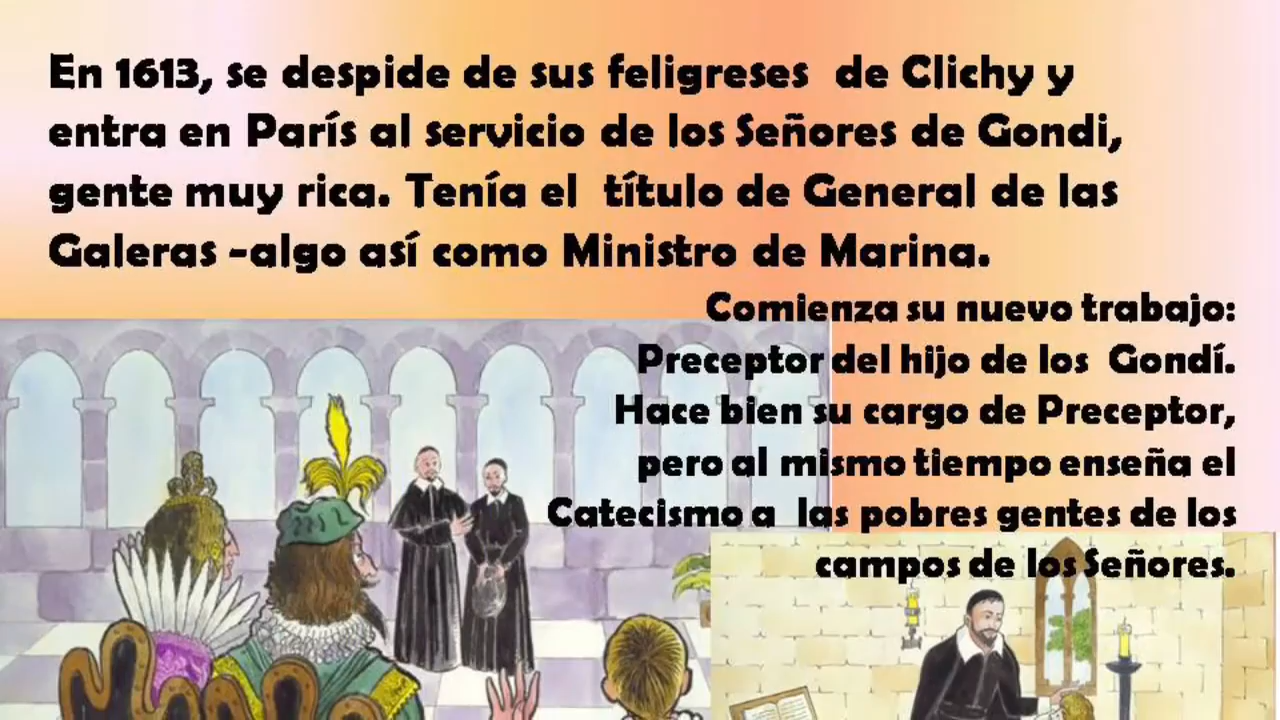 En 1613, se despide de sus feligreses de Clichy y
entra en París al servicio de los Señores de Gondi,
gente muy rica. Tenía el título de General de las
Galeras -algo así como Ministro de Marina.
Comienza su nuevo trabajo:
Preceptor del hijo de los Gondí.
Hace bien su cargo de Preceptor,
pero al mismo tiempo enseña el
Catecismo a las pobres gentes de los
campos de los Señores.